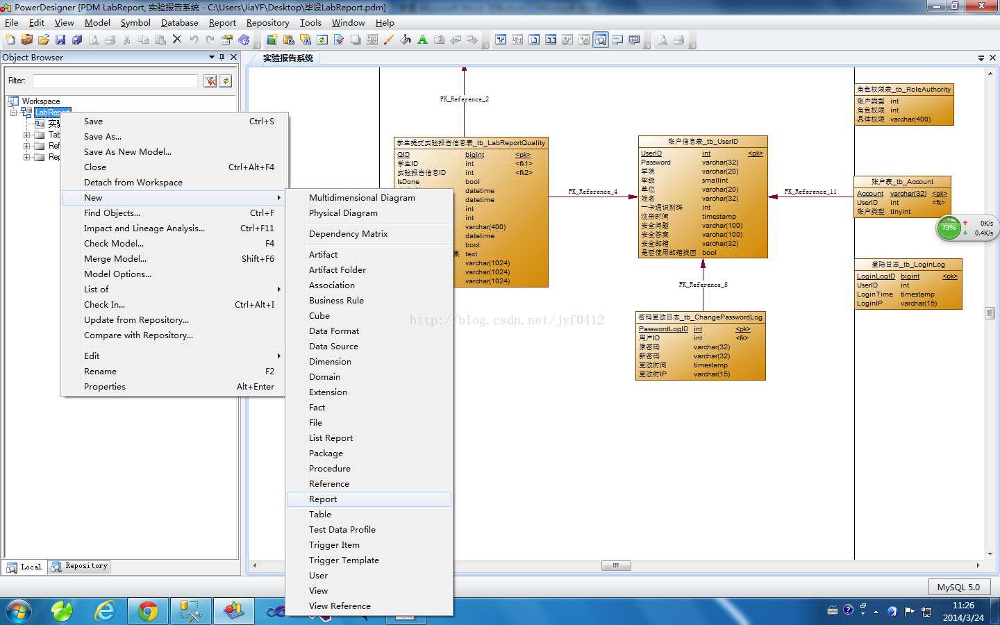 PowerDesigner [PDM LabReport, 实验报告系统 - C:\Users\JiaYF\Desktop\毕设LabReport.pdm]
File Edit View Model Symbol Database Report Repository Tools Window Help
Object Browser
实验报告系统
Filter:
Workspace
LabReport
实验
Tab
Ref
Rep
Save Ctrl+S
Save As...
Save As New Model...
Close Ctrl+Alt+F4
Detach from Workspace
New
Find Objects... Ctrl+F
Impact and Lineage Analysis... Ctrl+F11
Check Model... F4
Merge Model... Shift+F6
Model Options...
List of
Check In... Ctrl+Alt+I
Update from Repository...
Compare with Repository...
Edit
Rename F2
Properties Alt+Enter
Multidimensional Diagram
Physical Diagram
Dependency Matrix
Artifact
Artifact Folder
Association
Business Rule
Cube
Data Format
Data Source
Dimension
Domain
Extension
Fact
File
List Report
Package
Procedure
Reference
Report
Table
Test Data Profile
Trigger Item
Trigger Template
User
View
View Reference
FK_Reference_2
学生提交实验报告信息表_tb_LabReportQuality
QID bigint <pk>
学生ID int <fk1>
实验报告信息ID int <fk2>
IsDone bool
datetime
datetime
int
int
varchar(400)
datetime
bool
果 text
varchar(1024)
varchar(1024)
varchar(1024)
FK_Reference_4
账户信息表_tb_UserID
UserID int <pk>
Password varchar(32)
学院 varchar(20)
年级 smallint
单位 varchar(20)
姓名 varchar(32)
一卡通识别码 int
注册时间 timestamp
安全问题 varchar(100)
安全答案 varchar(100)
安全邮箱 varchar(32)
是否使用邮箱找回 bool
FK_Reference_11
FK_Reference_8
密码更改日志_tb_ChangePasswordLog
PasswordLogID int <pk>
用户ID int <fk>
原密码 varchar(32)
新密码 varchar(32)
更改时间 timestamp
更改时IP varchar(15)
角色权限表_tb_RoleAuthority
账户类型 int
角色权限 int
具体权限 varchar(400)
账户表_tb_Account
Account varchar(32) <pk>
UserID int <fk>
账户类型 tinyint
73% 0K/s
0.4K/s
登陆日志_tb_LoginLog
LoginLogID bigint <pk>
UserID int
LoginTime timestamp
LoginIP varchar(15)
http://blog.csdn.net/jyf0412
Local Repository
MySQL 5.0
11:26
2014/3/24